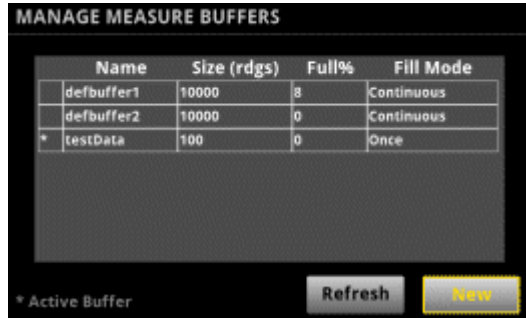 MANAGE MEASURE BUFFERS
Name Size (rdgs) Full% Fill Mode
defbuffer1 10000 8 Continuous
defbuffer2 10000 0 Continuous
* testData 100 0 Once
* Active Buffer Refresh New